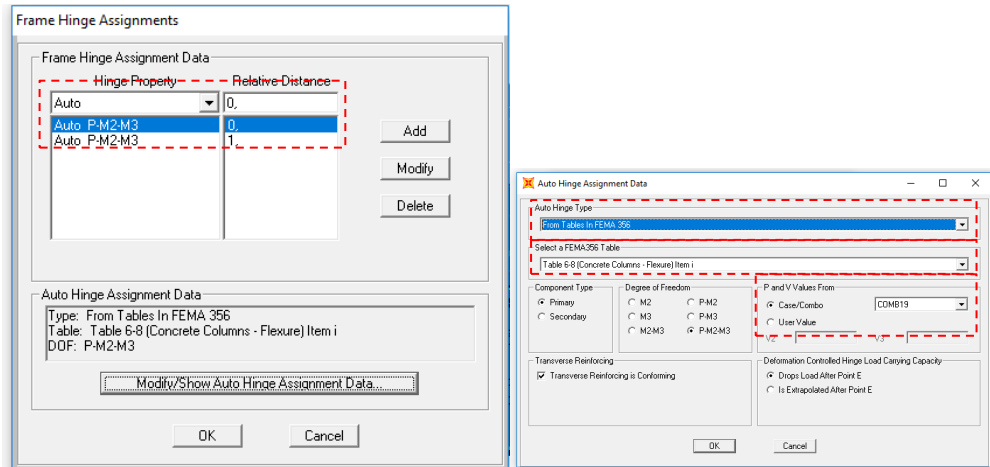 Frame Hinge Assignments
Frame Hinge Assignment Data
Hinge Property Relative Distance
Auto 0,
Auto P-M2-M3 0,
Auto P-M2-M3 1,
Add
Modify
Delete
Auto Hinge Assignment Data
Type: From Tables In FEMA 356
Table: Table 6-8 (Concrete Columns - Flexure) Item i
DOF: P-M2-M3
Modify/Show Auto Hinge Assignment Data...
OK Cancel
Auto Hinge Assignment Data
Auto Hinge Type
From Tables In FEMA 356
Select a FEMA356 Table
Table 6-8 (Concrete Columns - Flexure) Item i
Component Type
Primary
Secondary
Degree of Freedom
M2 P-M2
M3 P-M3
M2-M3 P-M2-M3
P and V Values From
Case/Combo COMB19
User Value
V2 V3
Transverse Reinforcing
Transverse Reinforcing is Conforming
Deformation Controlled Hinge Load Carrying Capacity
Drops Load After Point E
Is Extrapolated After Point E
OK Cancel